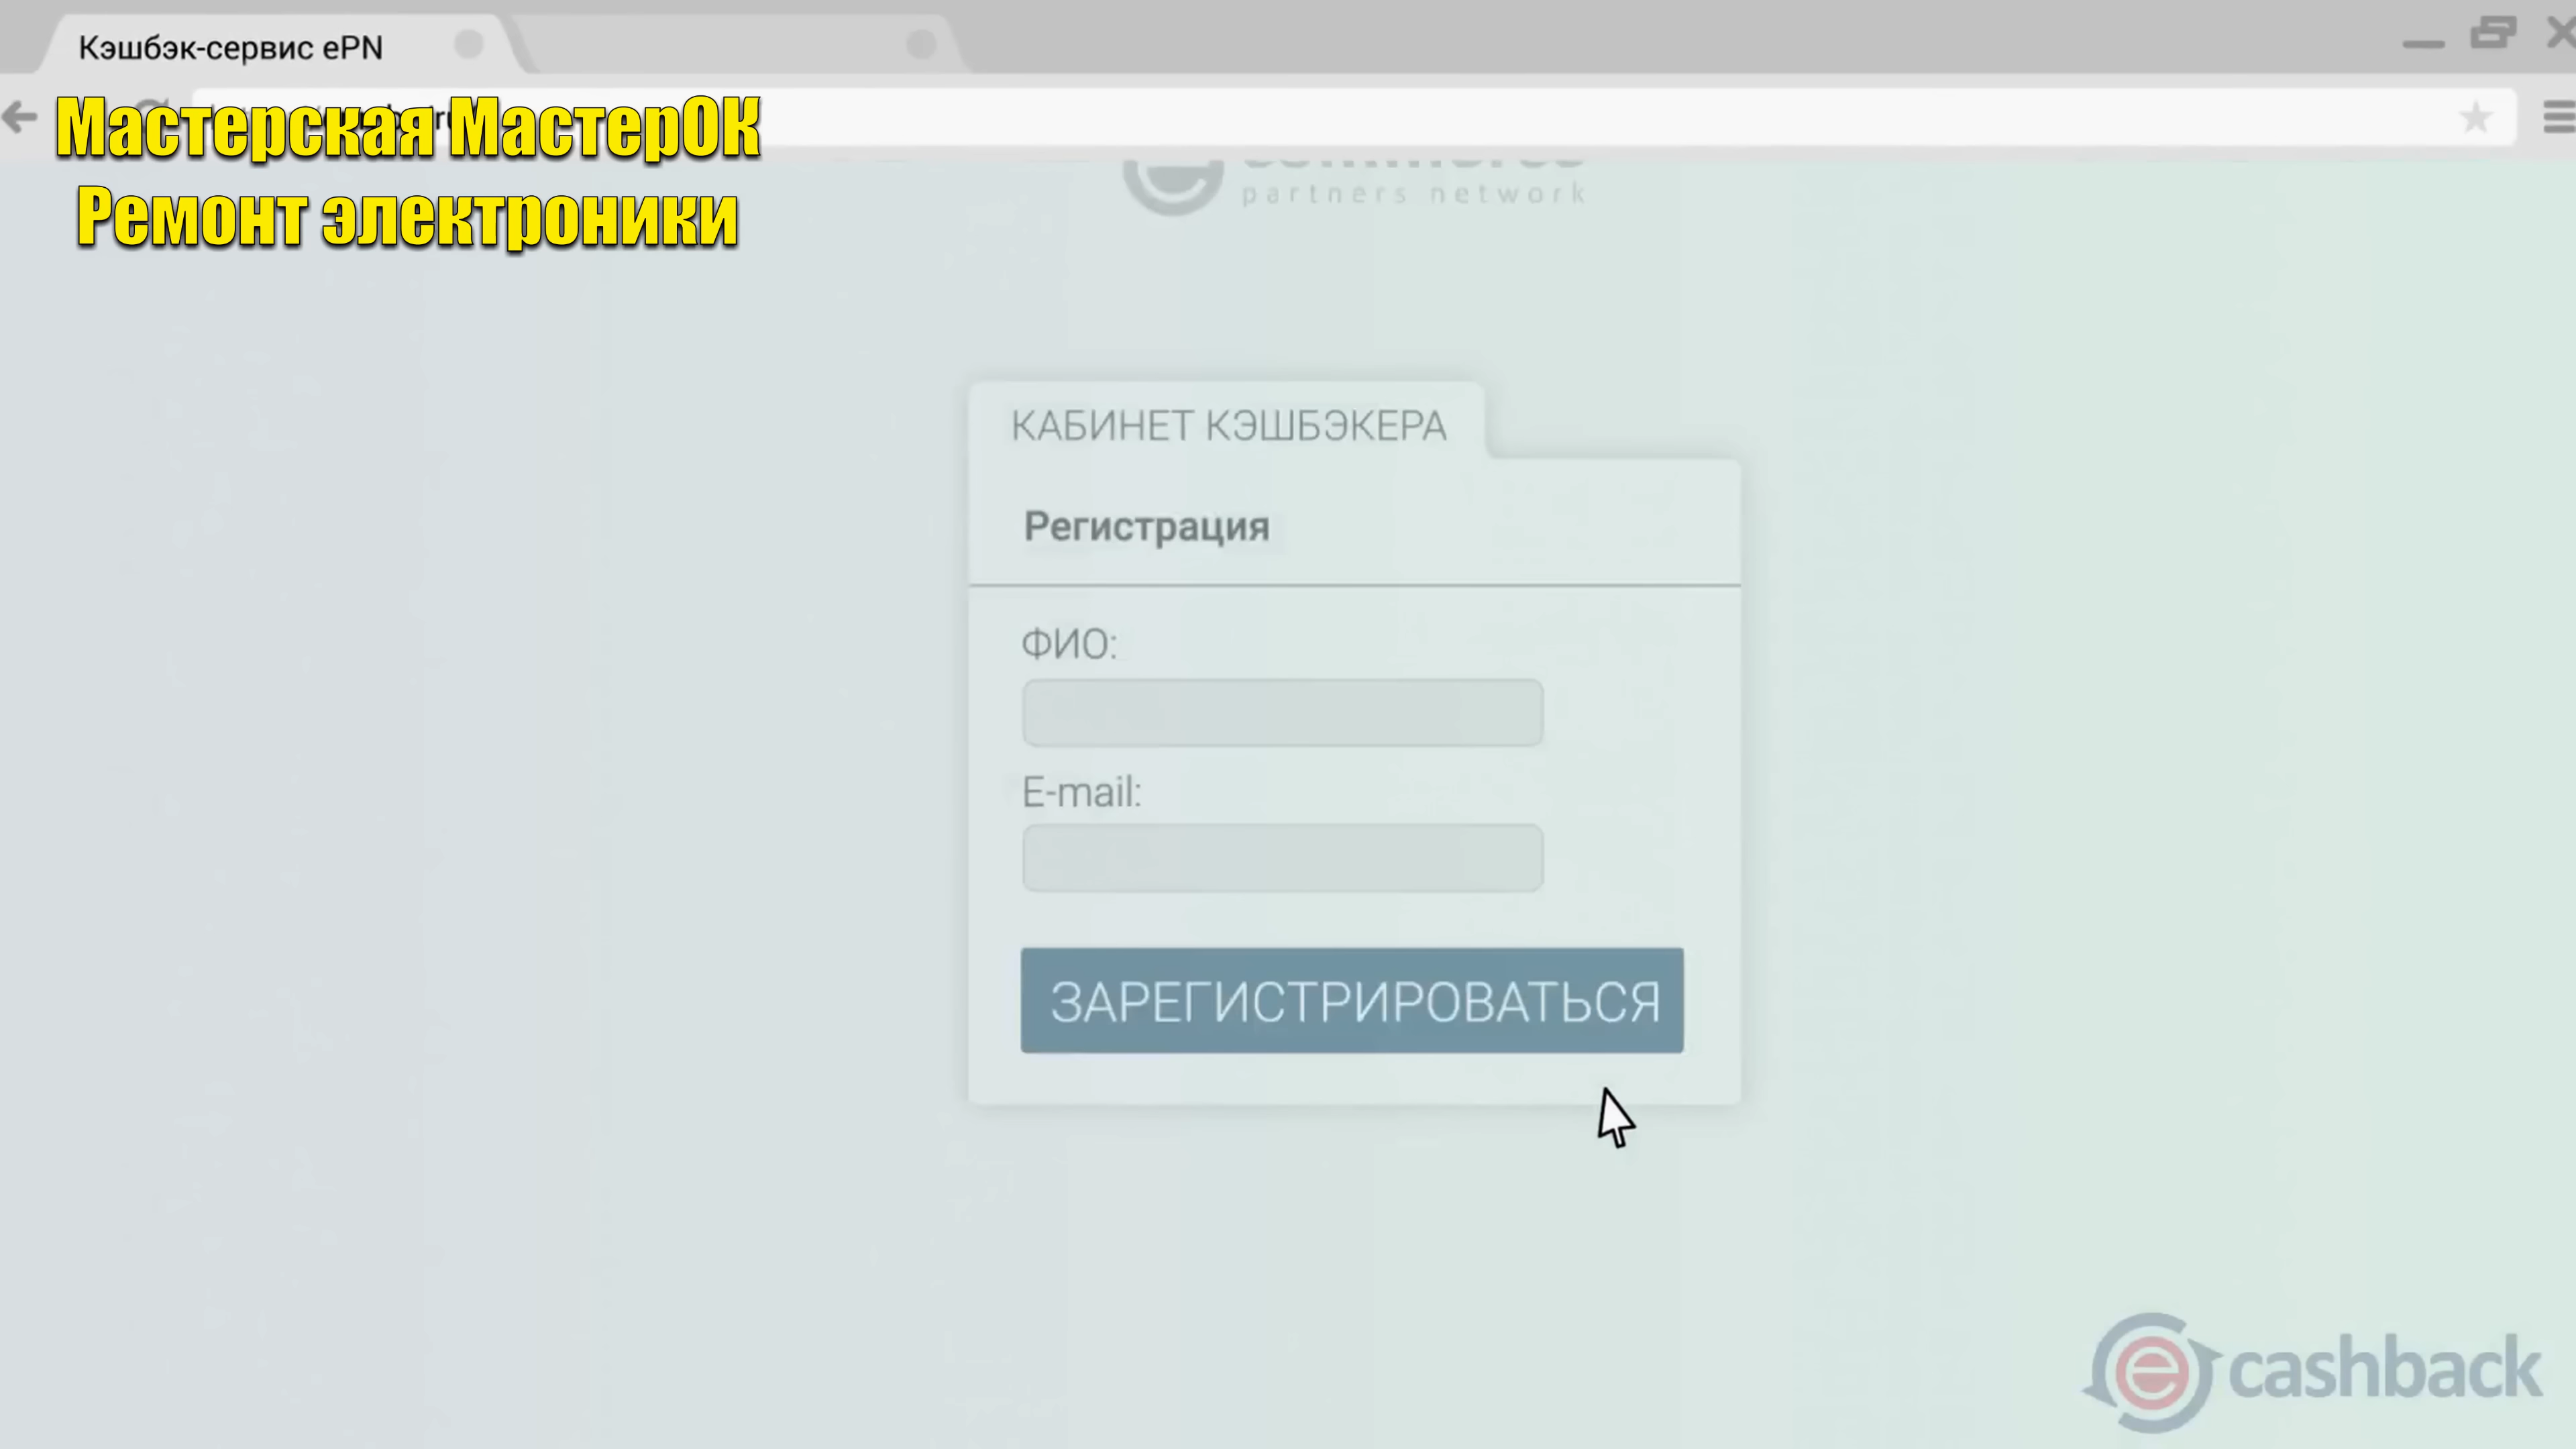 Кэшбэк-сервис ePN
Мастерская МастерОК
Ремонт электроники
partners network
КАБИНЕТ КЭШБЭКЕРА
Регистрация
ФИО:
E-mail:
ЗАРЕГИСТРИРОВАТЬСЯ
e cashback